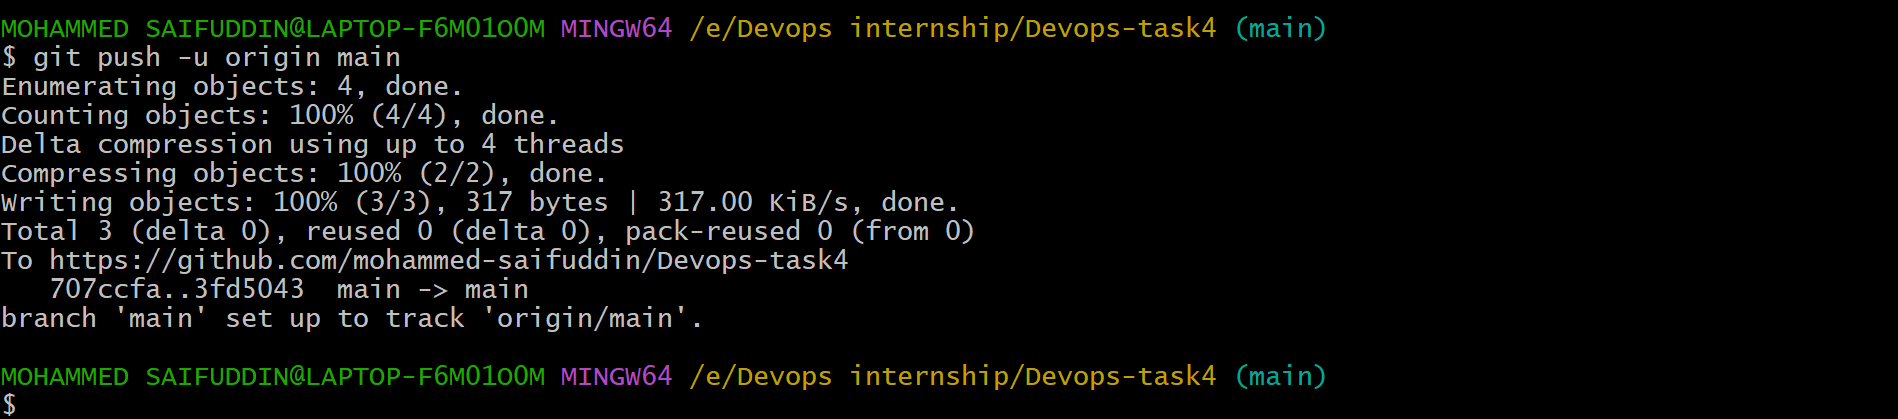 MOHAMMED SAIFUDDIN@LAPTOP-F6M01O0M MINGW64 /e/Devops internship/Devops-task4 (main)
$ git push -u origin main
Enumerating objects: 4, done.
Counting objects: 100% (4/4), done.
Delta compression using up to 4 threads
Compressing objects: 100% (2/2), done.
Writing objects: 100% (3/3), 317 bytes | 317.00 KiB/s, done.
Total 3 (delta 0), reused 0 (delta 0), pack-reused 0 (from 0)
To https://github.com/mohammed-saifuddin/Devops-task4
   707ccfa..3fd5043  main -> main
branch 'main' set up to track 'origin/main'.
MOHAMMED SAIFUDDIN@LAPTOP-F6M01O0M MINGW64 /e/Devops internship/Devops-task4 (main)
$